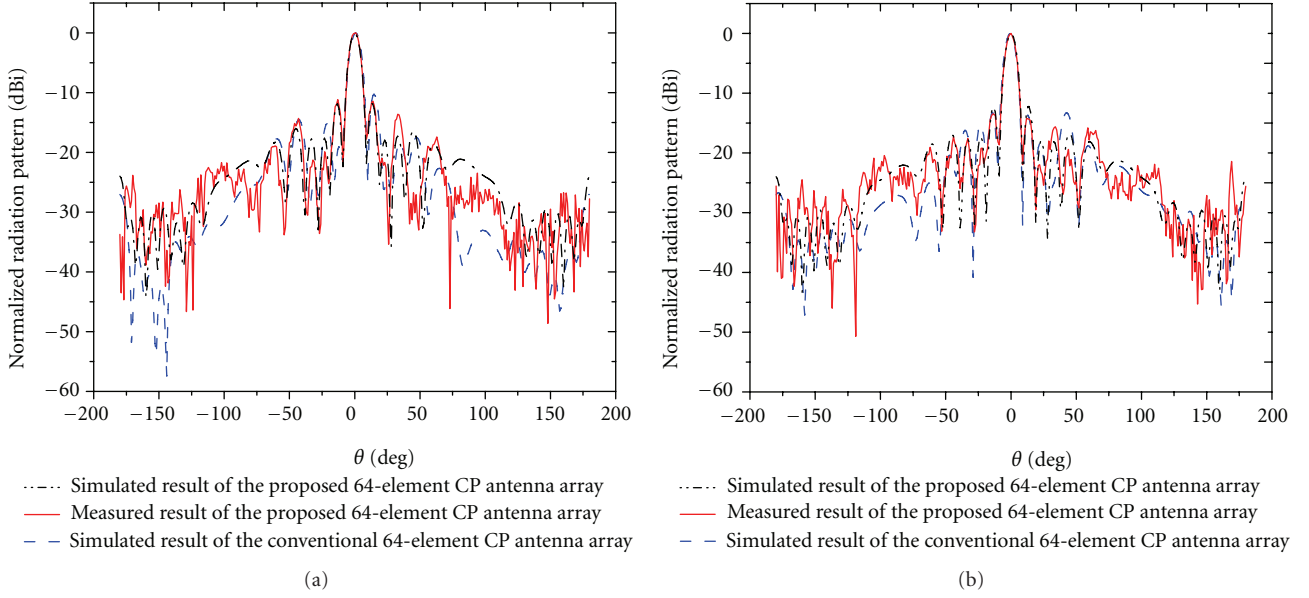 0
−10
−20
−30
−40
−50
−60
Normalized radiation pattern (dBi)
−200 −150 −100 −50 0 50 100 150 200
θ (deg)
Simulated result of the proposed 64-element CP antenna array
Measured result of the proposed 64-element CP antenna array
Simulated result of the conventional 64-element CP antenna array
(a)
0
−10
−20
−30
−40
−50
−60
Normalized radiation pattern (dBi)
−200 −150 −100 −50 0 50 100 150 200
θ (deg)
Simulated result of the proposed 64-element CP antenna array
Measured result of the proposed 64-element CP antenna array
Simulated result of the conventional 64-element CP antenna array
(b)